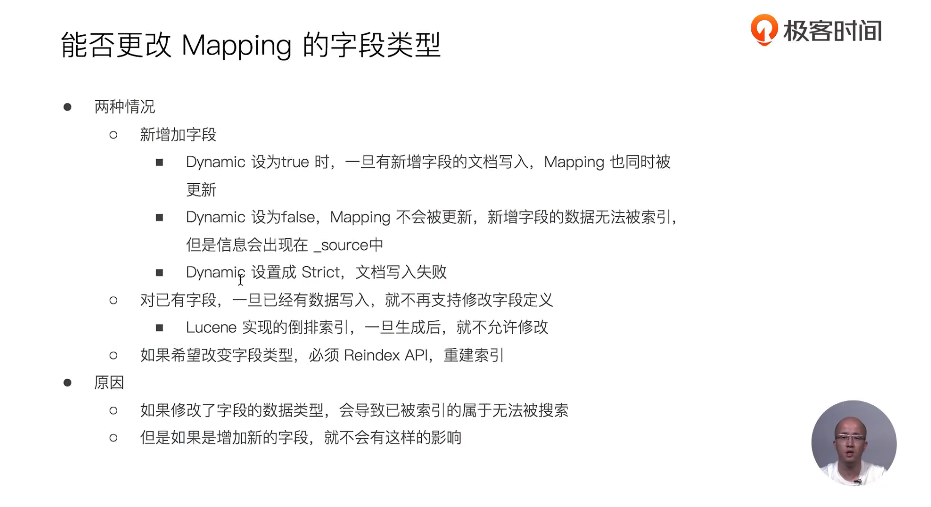 能否更改 Mapping 的字段类型
极客时间
两种情况
新增加字段
Dynamic 设为true 时，一旦有新增字段的文档写入，Mapping 也同时被
更新
Dynamic 设为false，Mapping 不会被更新，新增字段的数据无法被索引，
但是信息会出现在 _source中
Dynamic 设置成 Strict，文档写入失败
对已有字段，一旦已经有数据写入，就不再支持修改字段定义
Lucene 实现的倒排索引，一旦生成后，就不允许修改
如果希望改变字段类型，必须 Reindex API，重建索引
原因
如果修改了字段的数据类型，会导致已被索引的属于无法被搜索
但是如果是增加新的字段，就不会有这样的影响